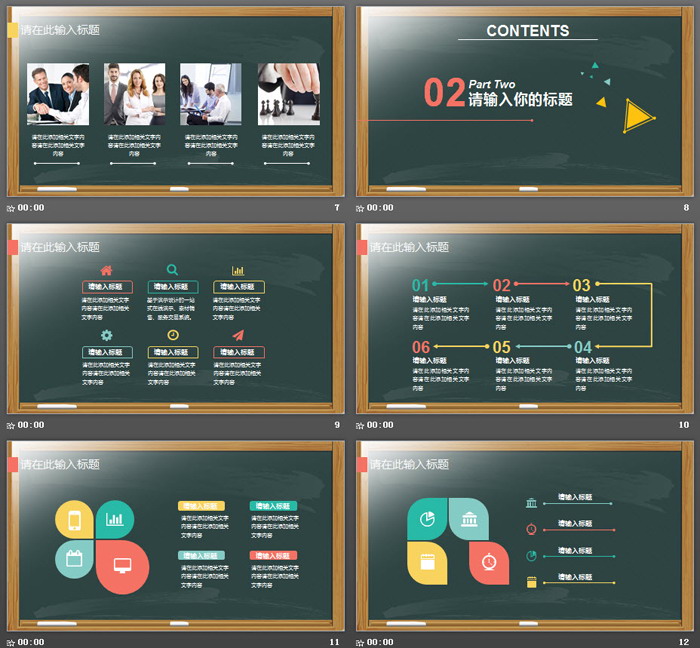 请在此输入标题
请在此添加相关文字内
容请在此添加相关文字
内容
请在此添加相关文字内
容请在此添加相关文字
内容
请在此添加相关文字内
容请在此添加相关文字
内容
请在此添加相关文字内
容请在此添加相关文字
内容
00:00
7
CONTENTS
02
Part Two
请输入你的标题
00:00
8
请在此输入标题
请输入标题
请在此添加相关文字
内容请在此添加相关
文字内容
请输入标题
基于演示设计的一站
式在线演示、素材销
售、服务交易系统。
请输入标题
请在此添加相关文字
内容请在此添加相关
文字内容
请输入标题
请在此添加相关文字
内容请在此添加相关
文字内容
请输入标题
请在此添加相关文字
内容请在此添加相关
文字内容
请输入标题
请在此添加相关文字
内容请在此添加相关
文字内容
00:00
9
请在此输入标题
01
请输入标题
请在此添加相关文字
内容请在此添加相关
文字内容
02
请输入标题
请在此添加相关文字
内容请在此添加相关
文字内容
03
请输入标题
请在此添加相关文字
内容请在此添加相关
文字内容
06
请输入标题
请在此添加相关文字
内容请在此添加相关
文字内容
05
请输入标题
请在此添加相关文字
内容请在此添加相关
文字内容
04
请输入标题
请在此添加相关文字
内容请在此添加相关
文字内容
00:00
10
请在此输入标题
请输入标题
请在此添加相关文字
内容请在此添加相关
文字内容
请输入标题
请在此添加相关文字
内容请在此添加相关
文字内容
请输入标题
请在此添加相关文字
内容请在此添加相关
文字内容
请输入标题
请在此添加相关文字
内容请在此添加相关
文字内容
00:00
11
请在此输入标题
请输入标题
请输入标题
请输入标题
请输入标题
00:00
12